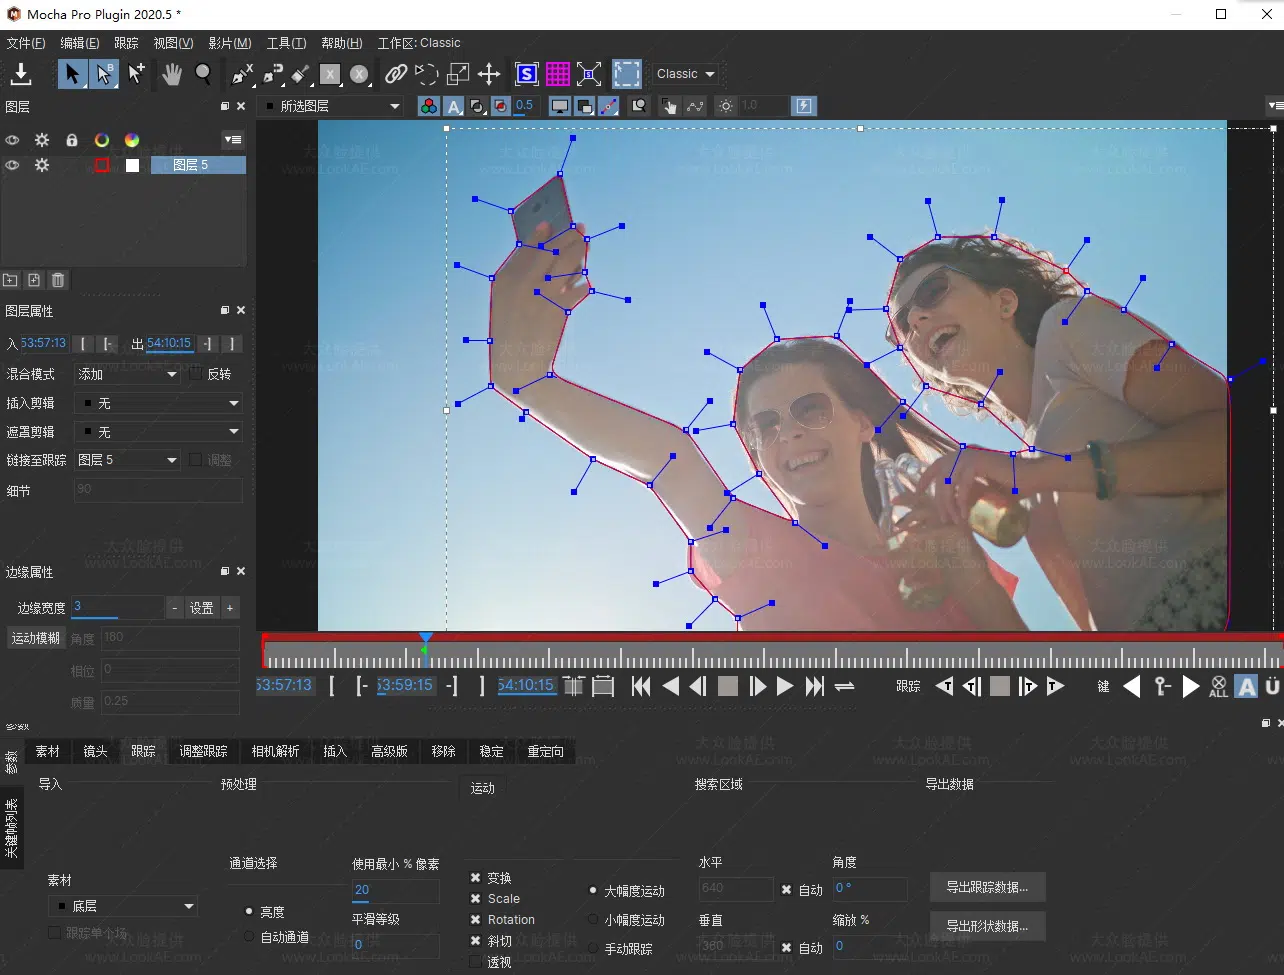 Mocha Pro Plugin 2020.5 *
文件(F) 编辑(E) 跟踪 视图(V) 影片(M) 工具(T) 帮助(H) 工作区: Classic
Classic
图层
所选图层
A
0.5
1.0
图层 5
图层属性
入 53:57:13 出 54:10:15
混合模式 添加 反转
插入剪辑 无
遮罩剪辑 无
链接至跟踪 图层 5 调整
细节 90
边缘属性
边缘宽度 3 - 设置 +
运动模糊 角度 180
相位 0
质量 0.25
53:57:13 53:59:15 54:10:15 跟踪 键 ALL A Ü
参数
参数
关键帧列表
素材 镜头 跟踪 调整跟踪 相机解析 插入 高级版 移除 稳定 重定向
导入 预处理 运动 搜索区域 导出数据
素材
底层
跟踪单个场
通道选择
亮度
自动通道
使用最小 % 像素
20
平滑等级
0
变换
Scale
Rotation
斜切
透视
大幅度运动
小幅度运动
手动跟踪
水平
640 自动
垂直
360 自动
角度
0 °
缩放 %
0
导出跟踪数据...
导出形状数据...
大众脸提供
www.LookAE.com